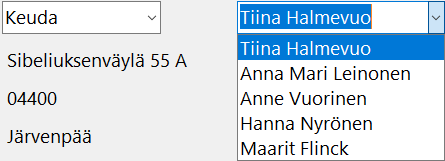 Keuda
Sibeliuksenväylä 55 A
04400
Järvenpää
Tiina Halmevuo
Tiina Halmevuo
Anna Mari Leinonen
Anne Vuorinen
Hanna Nyrönen
Maarit Flinck